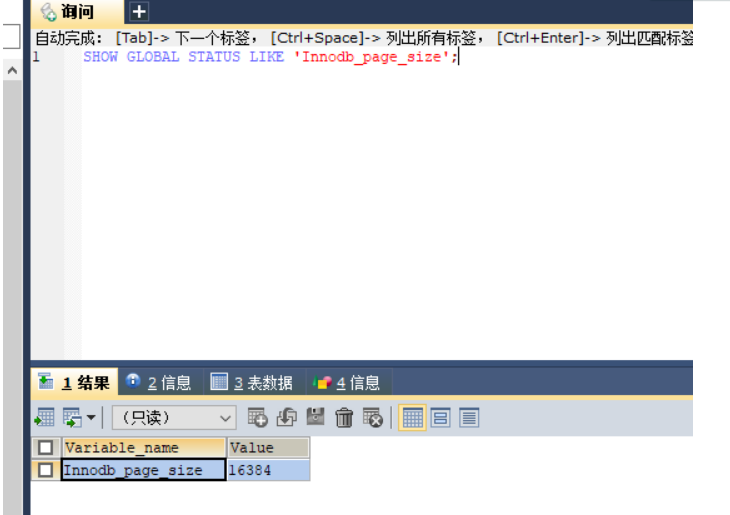 询问
自动完成： [Tab]-> 下一个标签， [Ctrl+Space]-> 列出所有标签， [Ctrl+Enter]-> 列出匹配标签
1 SHOW GLOBAL STATUS LIKE 'Innodb_page_size';
1 结果 2 信息 3 表数据 4 信息
（只读）
Variable_name Value
Innodb_page_size 16384